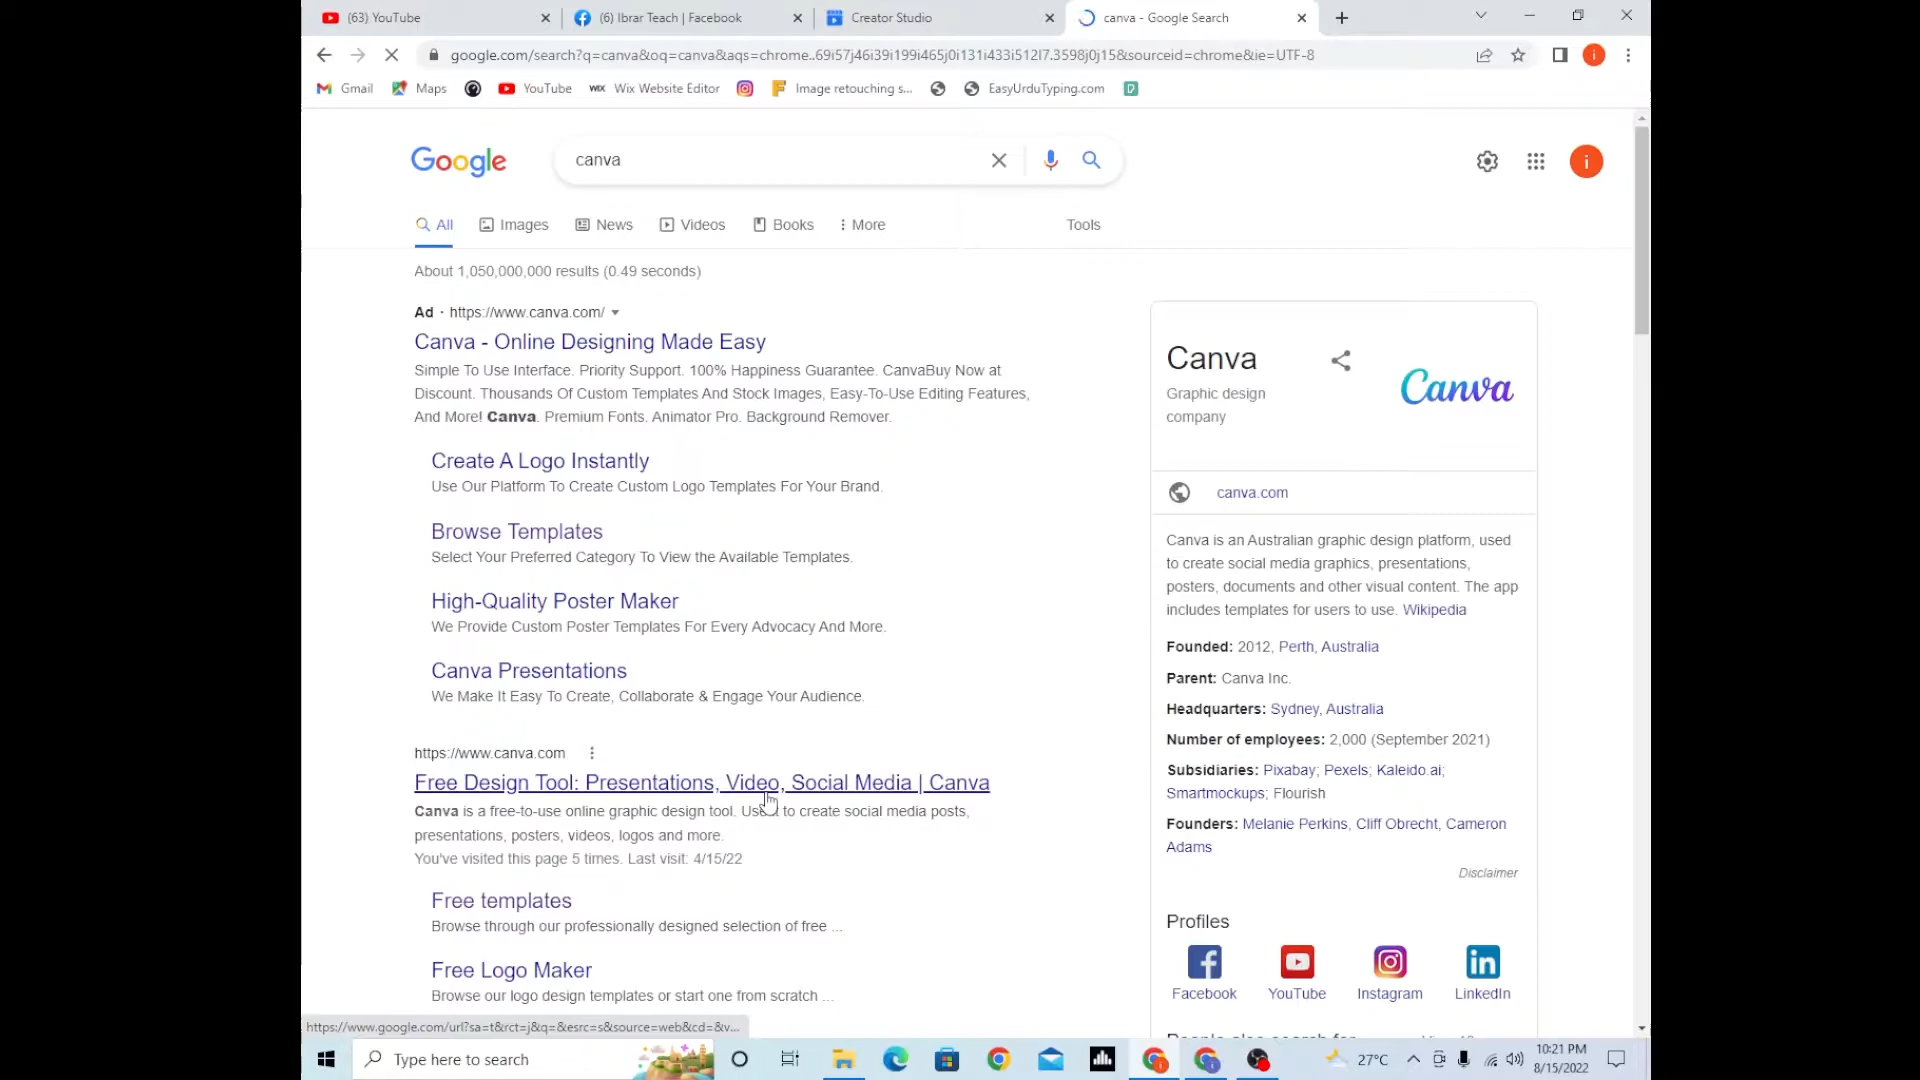 (63) YouTube
(6) Ibrar Teach | Facebook
Creator Studio
canva - Google Search
google.com/search?q=canva&oq=canva&aqs=chrome..69i57j46i39i199i465j0i131i433i512l7.3598j0j15&sourceid=chrome&ie=UTF-8
Gmail
Maps
YouTube
WIX Wix Website Editor
Image retouching s...
EasyUrduTyping.com
Google
canva
i
All
Images
News
Videos
Books
More
Tools
About 1,050,000,000 results (0.49 seconds)
Ad · https://www.canva.com/
Canva - Online Designing Made Easy
Simple To Use Interface. Priority Support. 100% Happiness Guarantee. CanvaBuy Now at
Discount. Thousands Of Custom Templates And Stock Images, Easy-To-Use Editing Features,
And More! Canva. Premium Fonts. Animator Pro. Background Remover.
Create A Logo Instantly
Use Our Platform To Create Custom Logo Templates For Your Brand.
Browse Templates
Select Your Preferred Category To View the Available Templates.
High-Quality Poster Maker
We Provide Custom Poster Templates For Every Advocacy And More.
Canva Presentations
We Make It Easy To Create, Collaborate & Engage Your Audience.
https://www.canva.com
Free Design Tool: Presentations, Video, Social Media | Canva
Canva is a free-to-use online graphic design tool. Use to create social media posts,
presentations, posters, videos, logos and more.
You've visited this page 5 times. Last visit: 4/15/22
Free templates
Browse through our professionally designed selection of free ...
Free Logo Maker
Browse our logo design templates or start one from scratch ...
https://www.google.com/url?sa=t&rct=j&q=&esrc=s&source=web&cd=&v...
Canva
Graphic design
company
Canva
canva.com
Canva is an Australian graphic design platform, used
to create social media graphics, presentations,
posters, documents and other visual content. The app
includes templates for users to use. Wikipedia
Founded: 2012, Perth, Australia
Parent: Canva Inc.
Headquarters: Sydney, Australia
Number of employees: 2,000 (September 2021)
Subsidiaries: Pixabay; Pexels; Kaleido ai;
Smartmockups; Flourish
Founders: Melanie Perkins, Cliff Obrecht, Cameron
Adams
Disclaimer
Profiles
Facebook
YouTube
Instagram
LinkedIn
People also search for
Type here to search
27°C
10:21 PM
8/15/2022